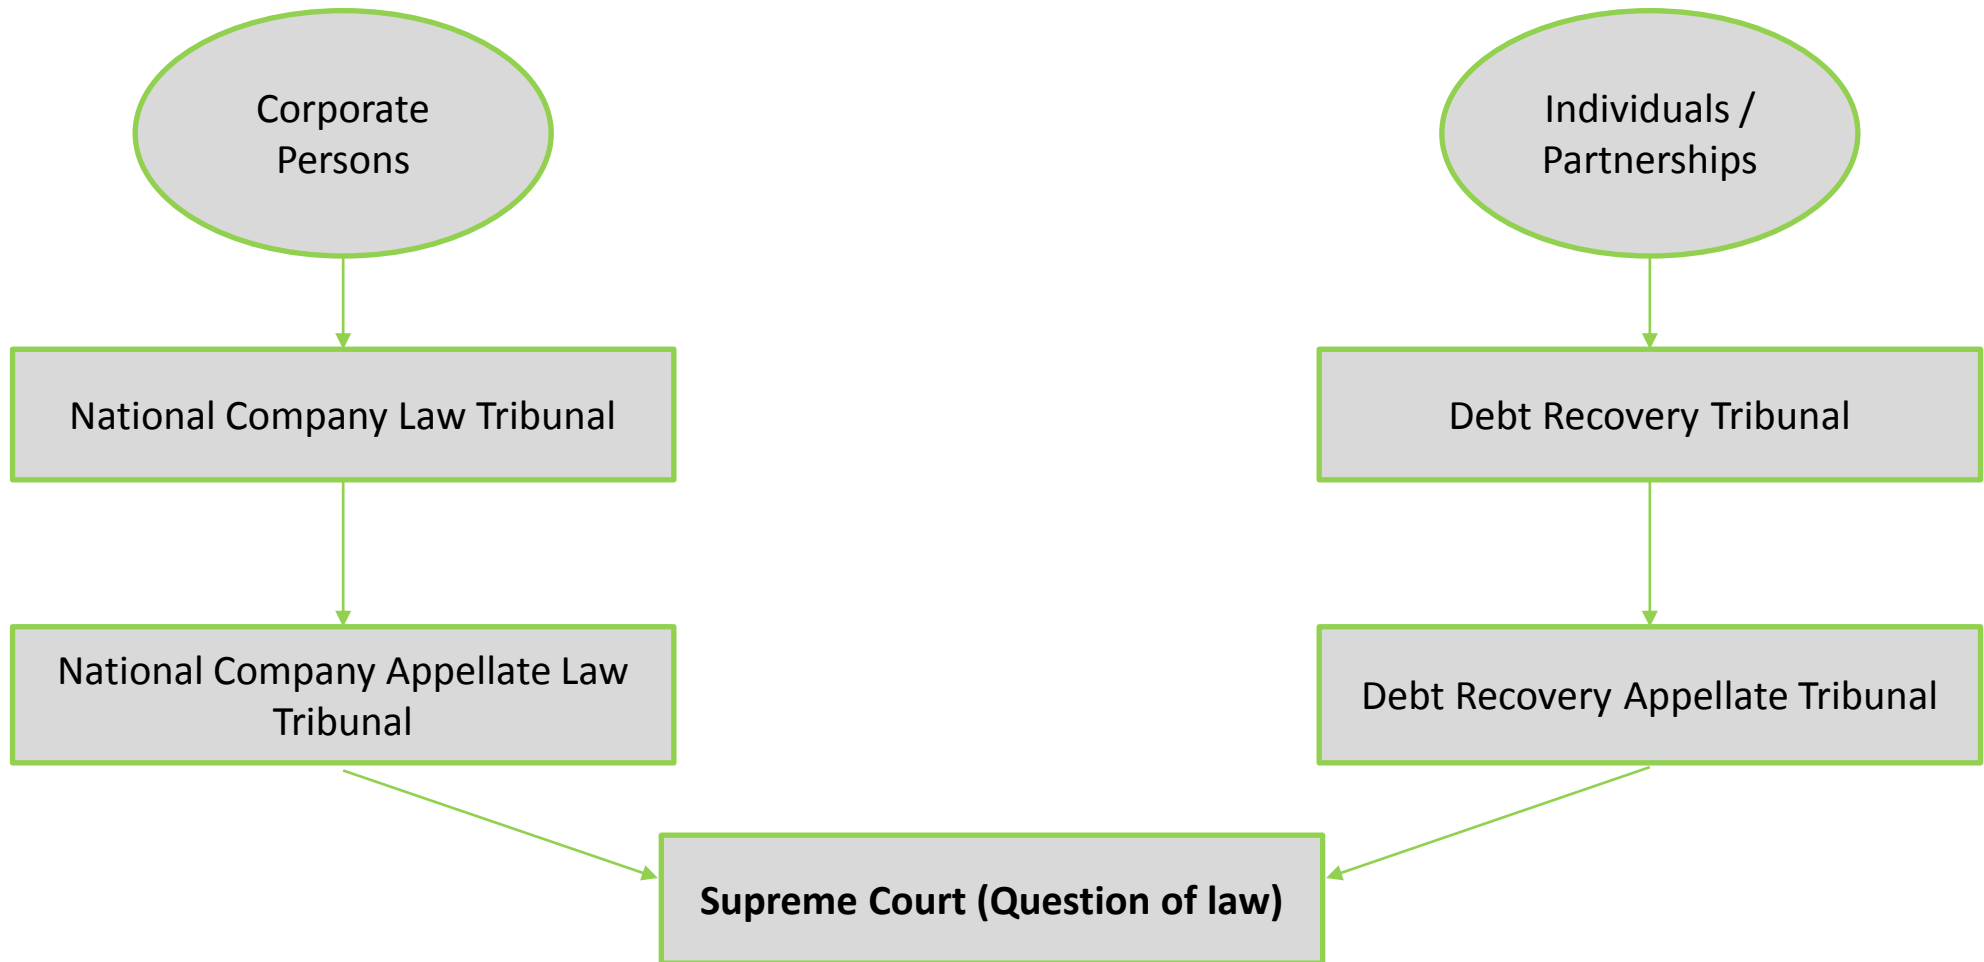 Corporate
Persons
Individuals /
Partnerships
National Company Law Tribunal
Debt Recovery Tribunal
National Company Appellate Law
Tribunal
Debt Recovery Appellate Tribunal
Supreme Court (Question of law)